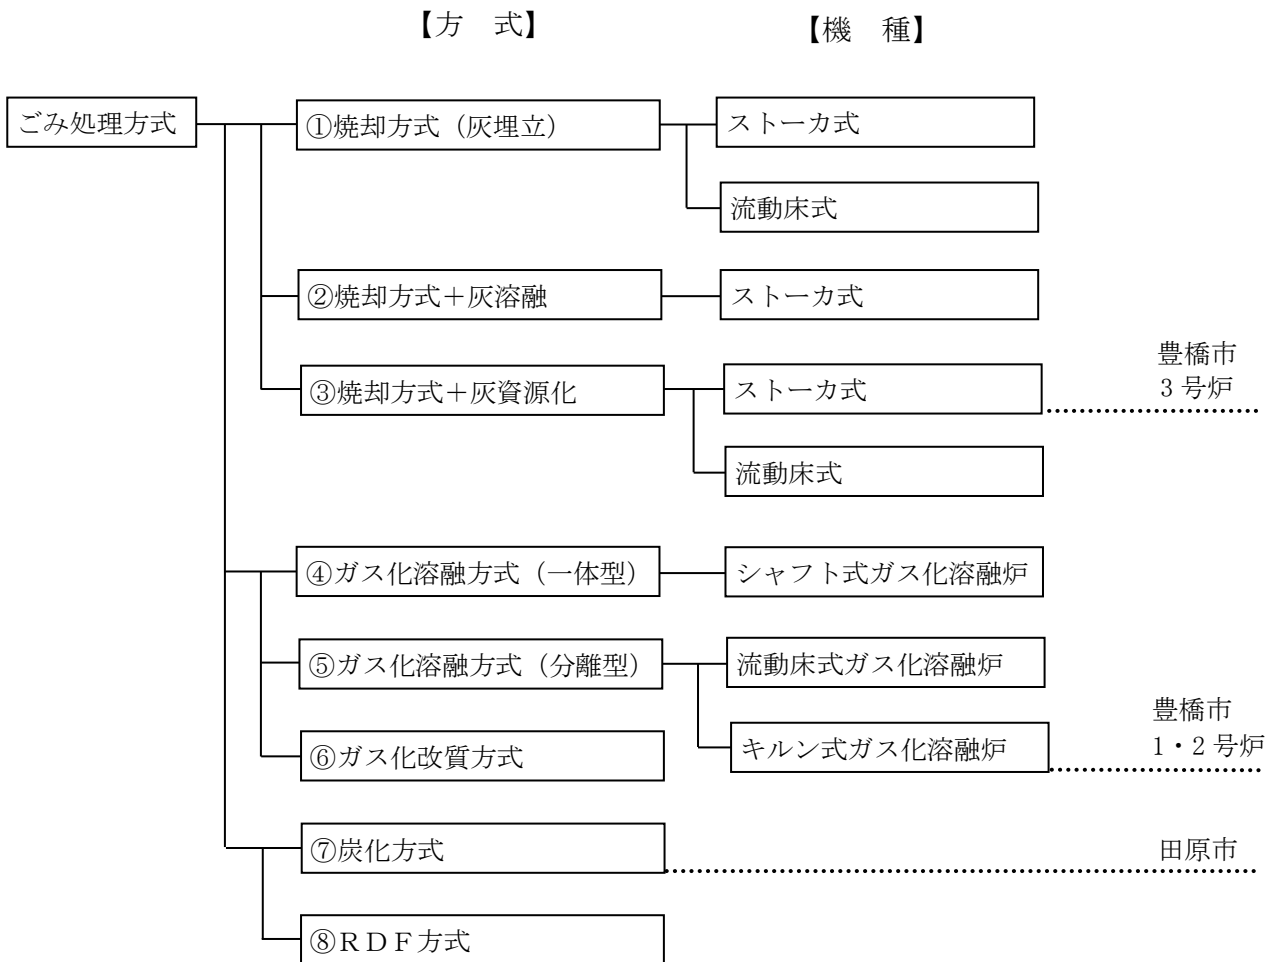 【方　式】
【機　種】
ごみ処理方式
①焼却方式（灰埋立）
ストーカ式
流動床式
②焼却方式＋灰溶融
ストーカ式
③焼却方式＋灰資源化
ストーカ式
豊橋市
3号炉
流動床式
④ガス化溶融方式（一体型）
シャフト式ガス化溶融炉
⑤ガス化溶融方式（分離型）
流動床式ガス化溶融炉
キルン式ガス化溶融炉
豊橋市
1・2号炉
⑥ガス化改質方式
⑦炭化方式
田原市
⑧ＲＤＦ方式